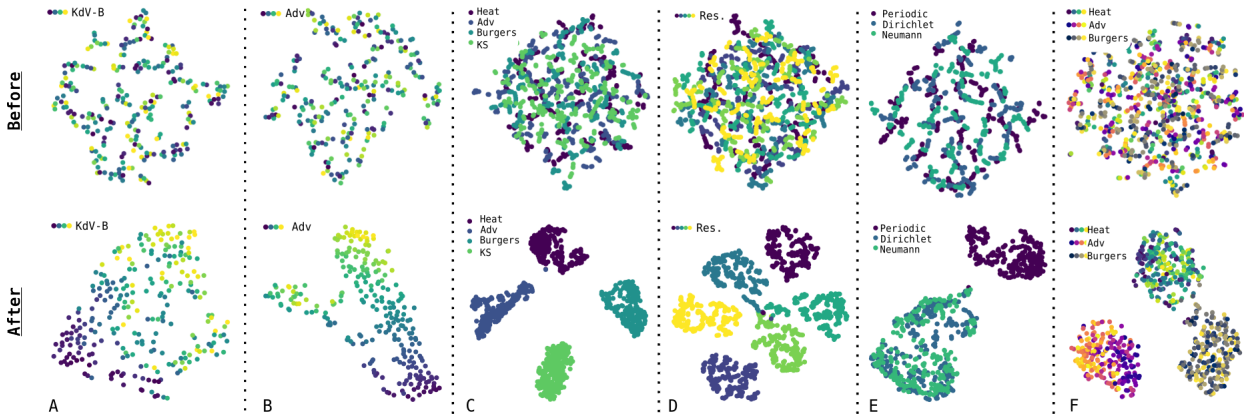 Before
KdV-B
Adv
Heat
Adv
Burgers
KS
Res.
Periodic
Dirichlet
Neumann
Heat
Adv
Burgers
After
KdV-B
Adv
Heat
Adv
Burgers
KS
Res.
Periodic
Dirichlet
Neumann
Heat
Adv
Burgers
A
B
C
D
E
F